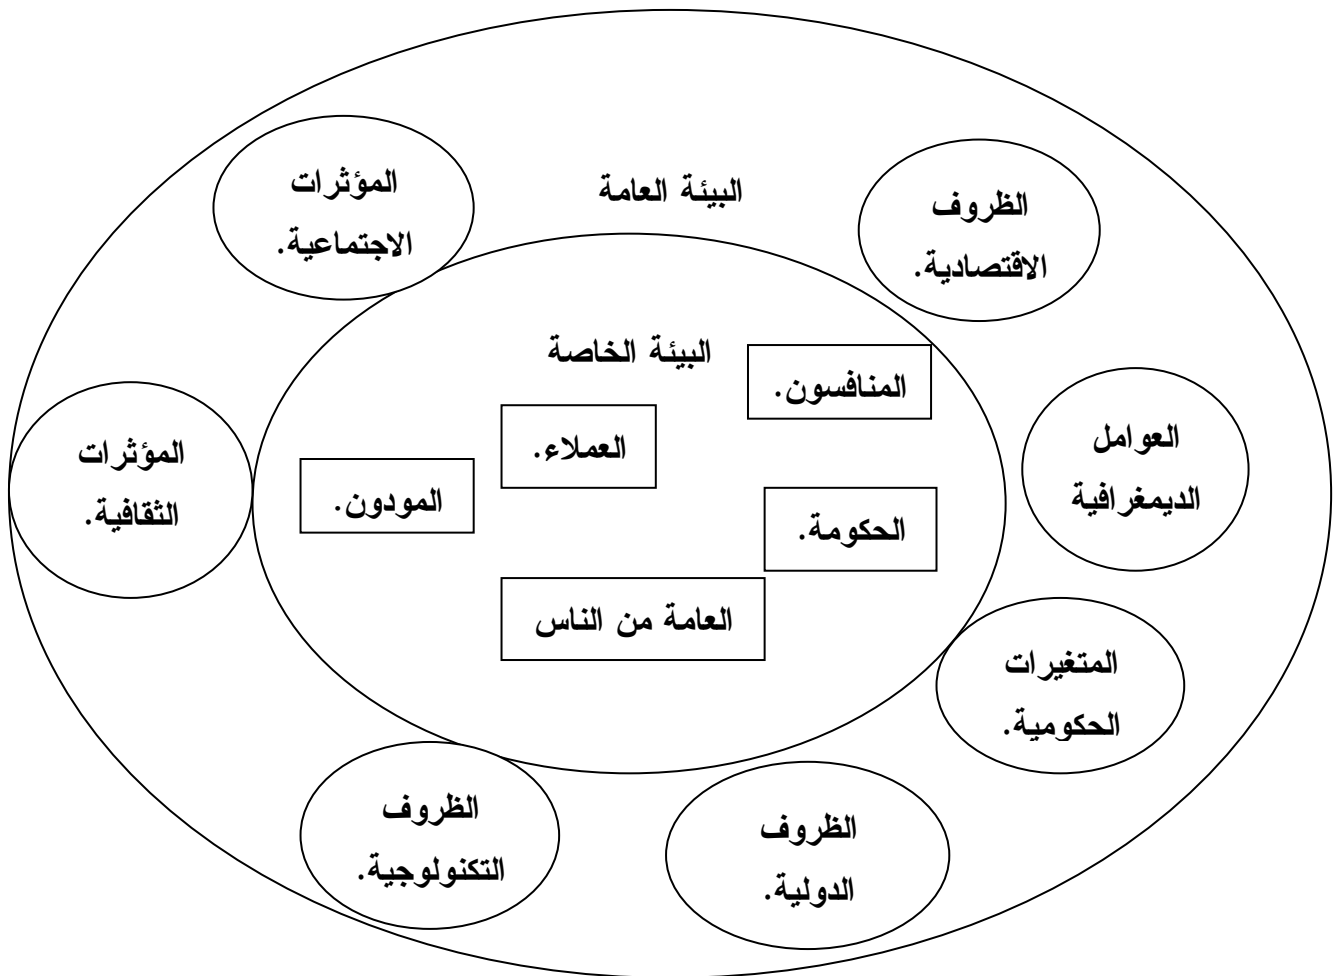 البيئة العامة
المؤثرات
الاجتماعية.
الظروف
الاقتصادية.
البيئة الخاصة
المنافسون.
العملاء.
المودون.
الحكومة.
العامة من الناس
العوامل
الديمغرافية
المؤثرات
الثقافية.
المتغيرات
الحكومية.
الظروف
التكنولوجية.
الظروف
الدولية.